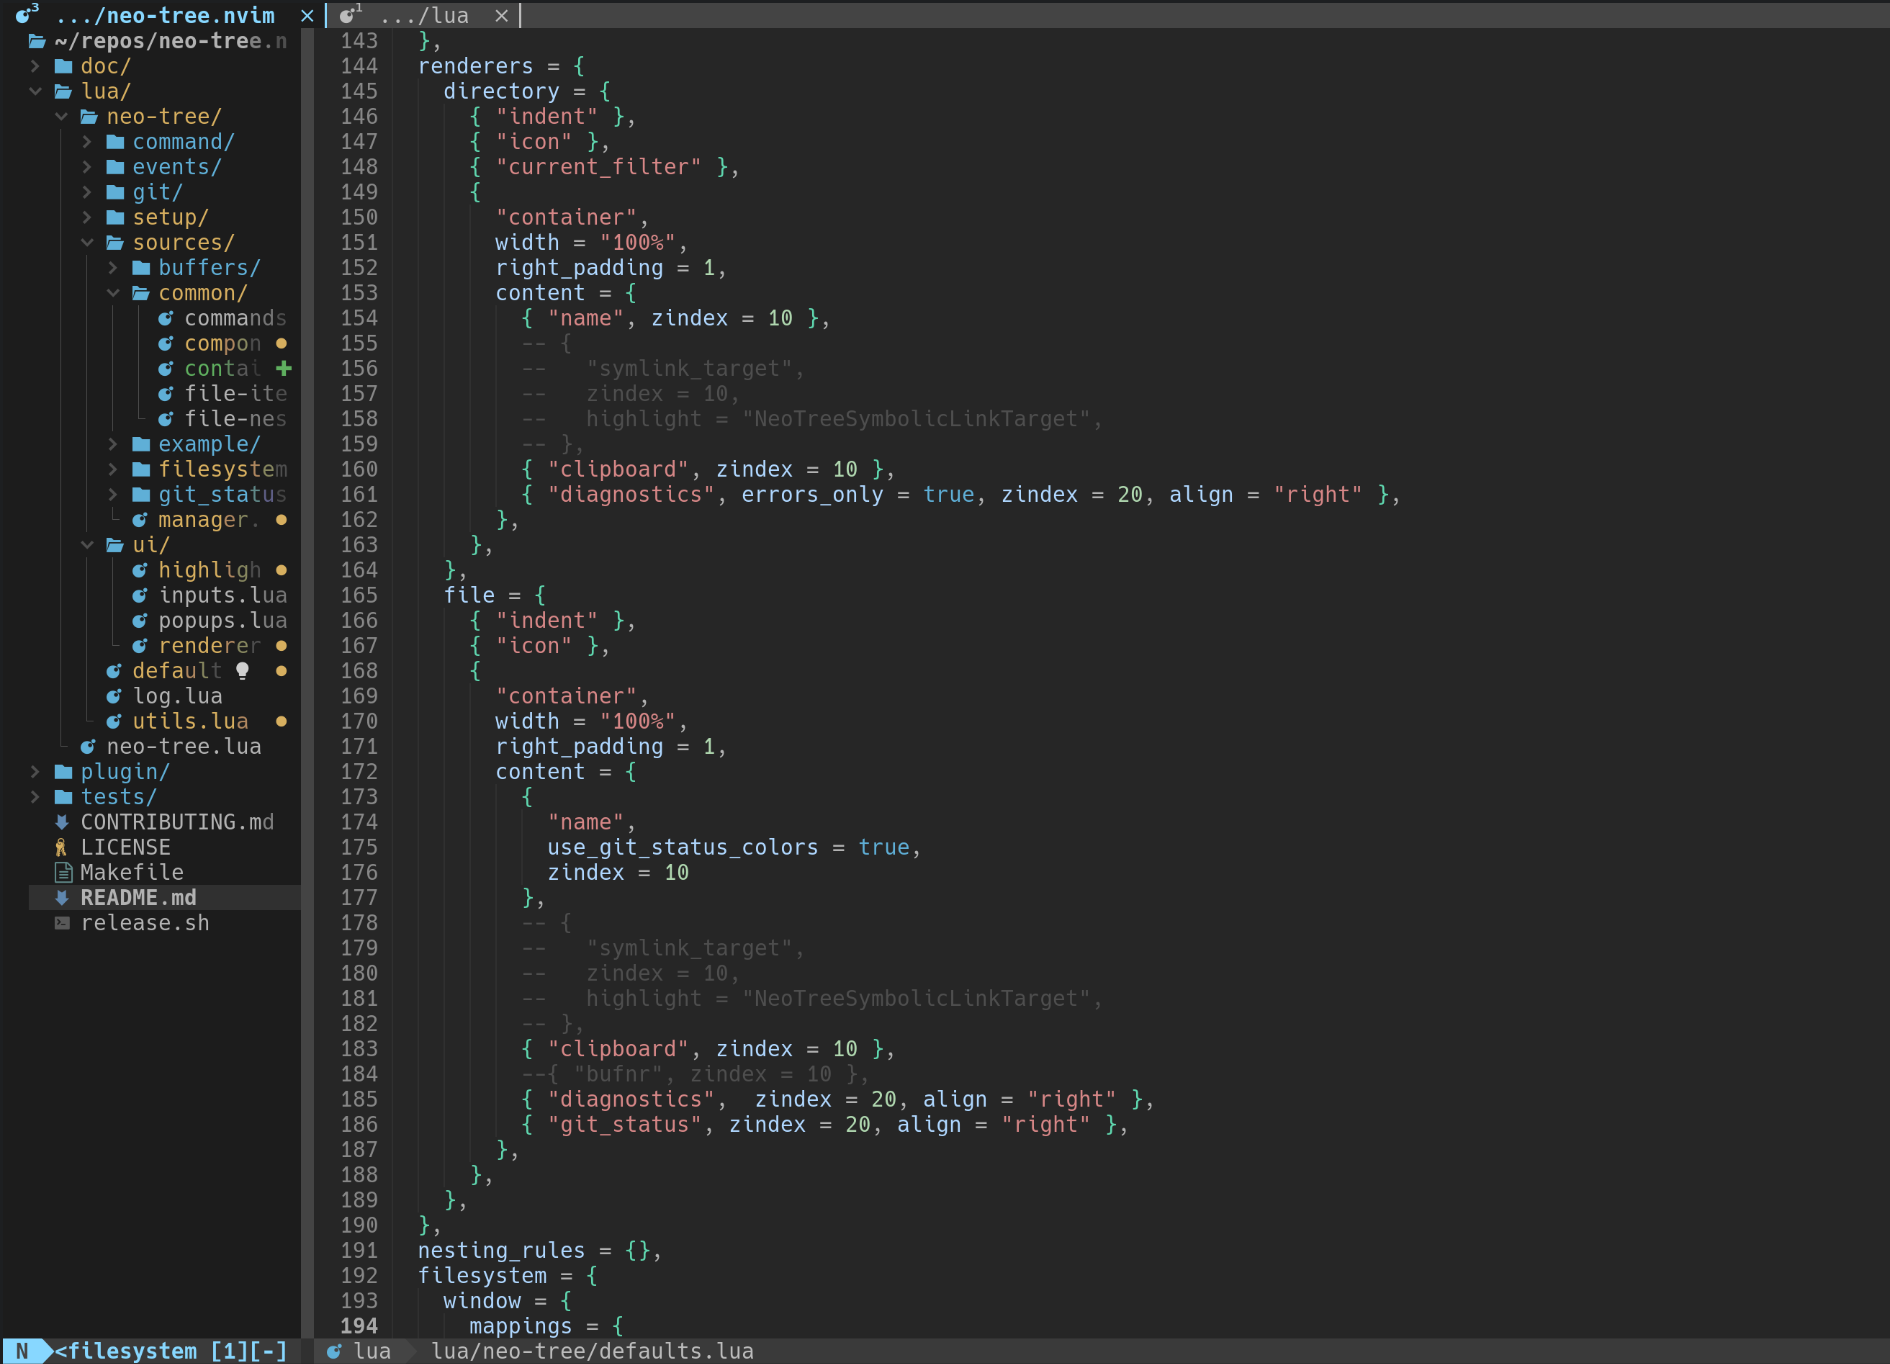 3 .../neo-tree.nvim × 1 .../lua ×
~/repos/neo-tree.n
> doc/
lua/
neo-tree/
> command/
> events/
> git/
> setup/
sources/
> buffers/
common/
commands
compon ●
contai +
file-ite
file-nes
> example/
> filesystem
> git_status
manager. ●
ui/
highligh ●
inputs.lua
popups.lua
renderer ●
default ●
log.lua
utils.lua ●
neo-tree.lua
> plugin/
> tests/
CONTRIBUTING.md
LICENSE
Makefile
README.md
release.sh
143 },
144 renderers = {
145 directory = {
146 { "indent" },
147 { "icon" },
148 { "current_filter" },
149 {
150 "container",
151 width = "100%",
152 right_padding = 1,
153 content = {
154 { "name", zindex = 10 },
155 -- {
156 --   "symlink_target",
157 --   zindex = 10,
158 --   highlight = "NeoTreeSymbolicLinkTarget",
159 -- },
160 { "clipboard", zindex = 10 },
161 { "diagnostics", errors_only = true, zindex = 20, align = "right" },
162 },
163 },
164 },
165 file = {
166 { "indent" },
167 { "icon" },
168 {
169 "container",
170 width = "100%",
171 right_padding = 1,
172 content = {
173 {
174 "name",
175 use_git_status_colors = true,
176 zindex = 10
177 },
178 -- {
179 --   "symlink_target",
180 --   zindex = 10,
181 --   highlight = "NeoTreeSymbolicLinkTarget",
182 -- },
183 { "clipboard", zindex = 10 },
184 --{ "bufnr", zindex = 10 },
185 { "diagnostics",  zindex = 20, align = "right" },
186 { "git_status", zindex = 20, align = "right" },
187 },
188 },
189 },
190 },
191 nesting_rules = {},
192 filesystem = {
193 window = {
194 mappings = {
N <filesystem [1][-] lua lua/neo-tree/defaults.lua